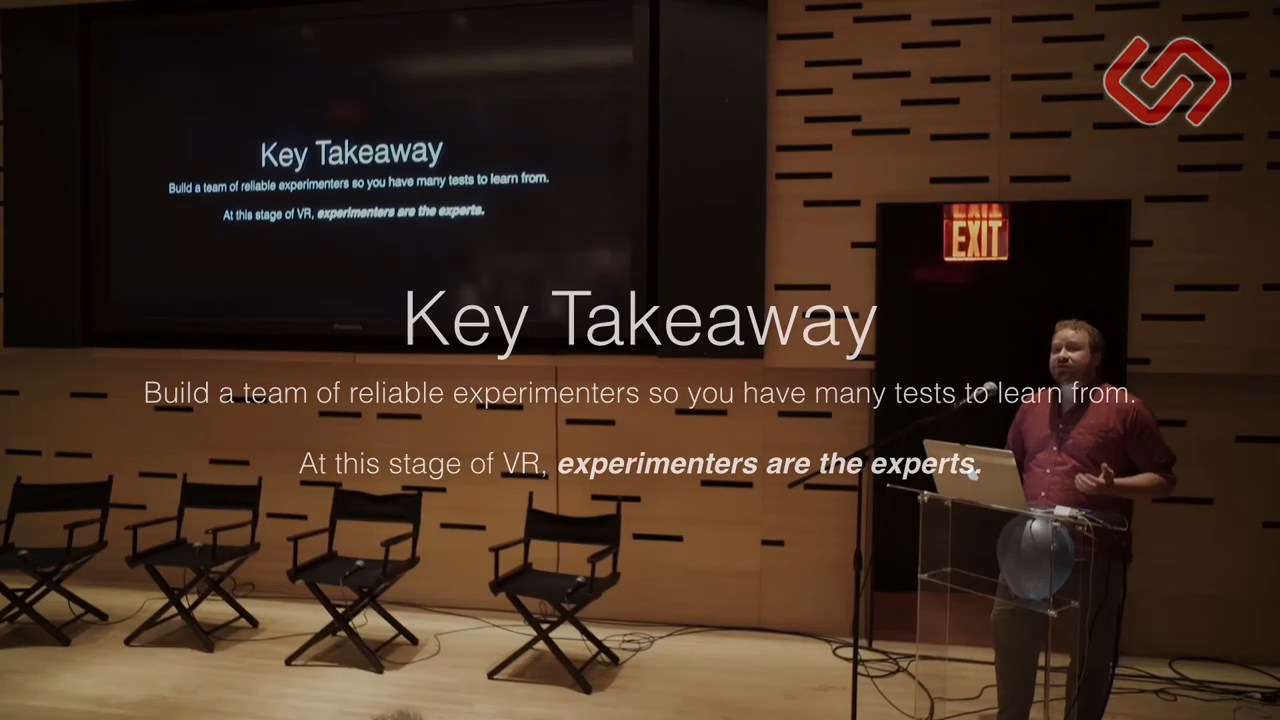 Key Takeaway
Build a team of reliable experimenters so you have many tests to learn from.
At this stage of VR, experimenters are the experts.
EXIT
EXIT
Key Takeaway
Build a team of reliable experimenters so you have many tests to learn from.
At this stage of VR, experimenters are the experts.